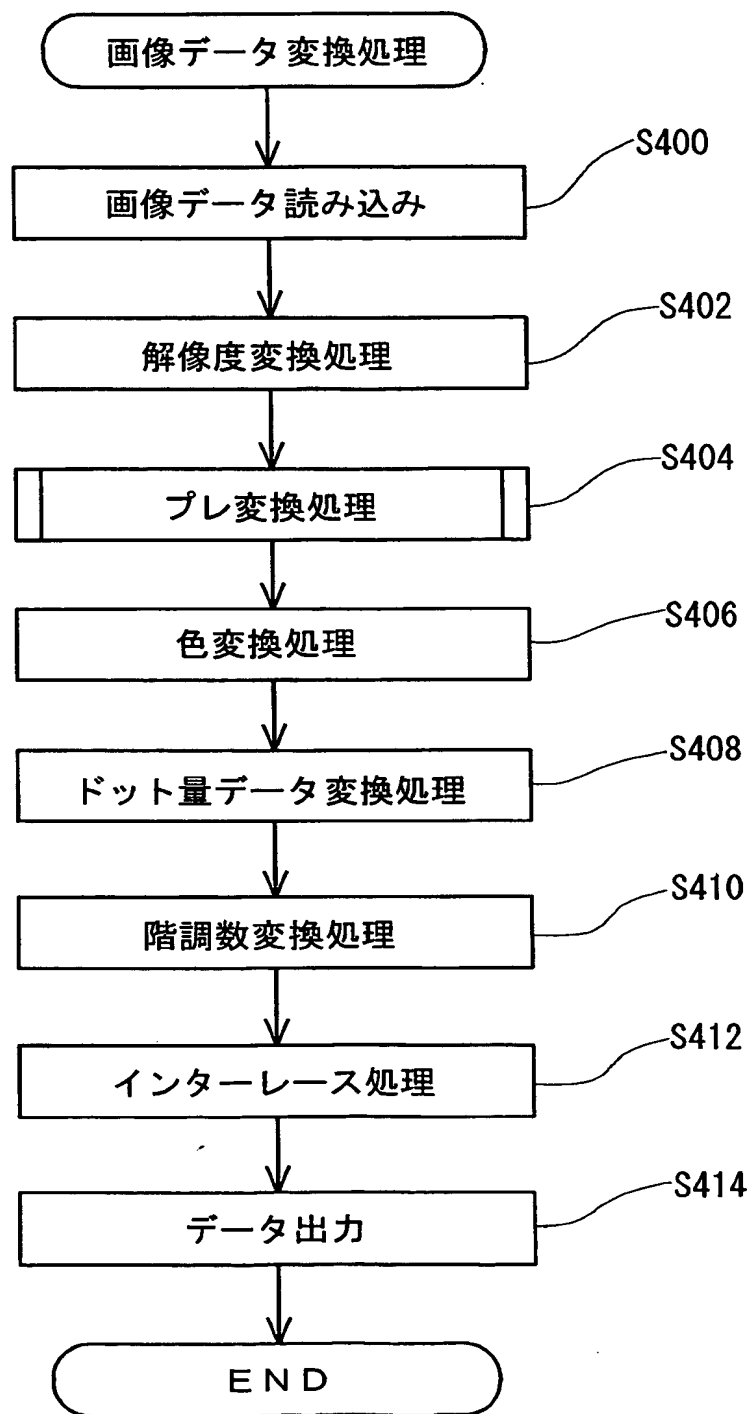 画像データ変換処理
S400
画像データ読み込み
S402
解像度変換処理
S404
プレ変換処理
S406
色変換処理
S408
ドット量データ変換処理
S410
階調数変換処理
S412
インターレース処理
S414
データ出力
END